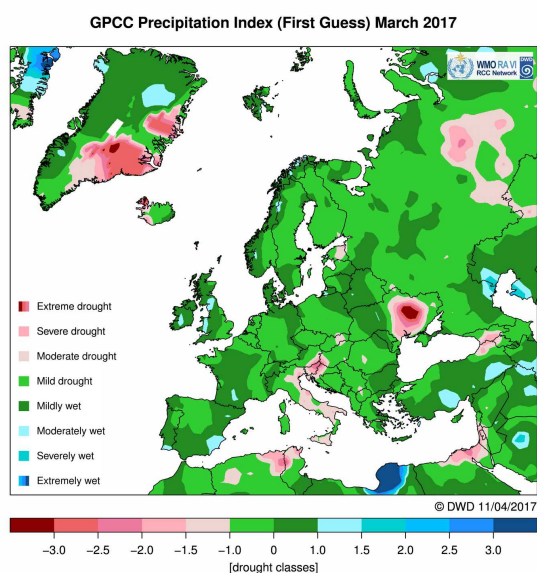 GPCC Precipitation Index (First Guess) March 2017
WMO RA VI
RCC Network
DWD
Extreme drought
Severe drought
Moderate drought
Mild drought
Mildly wet
Moderately wet
Severely wet
Extremely wet
© DWD 11/04/2017
−3.0 −2.5 −2.0 −1.5 −1.0 0 1.0 1.5 2.0 2.5 3.0
[drought classes]